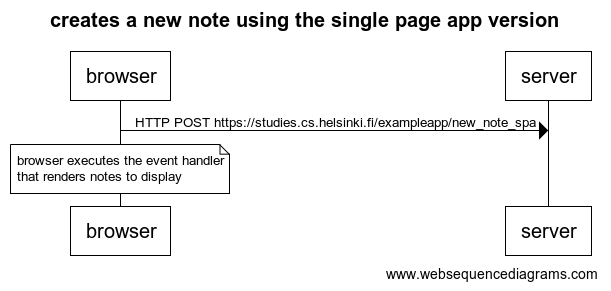 creates a new note using the single page app version
browser
server
HTTP POST https://studies.cs.helsinki.fi/exampleapp/new_note_spa
browser executes the event handler
that renders notes to display
browser
server
www.websequencediagrams.com